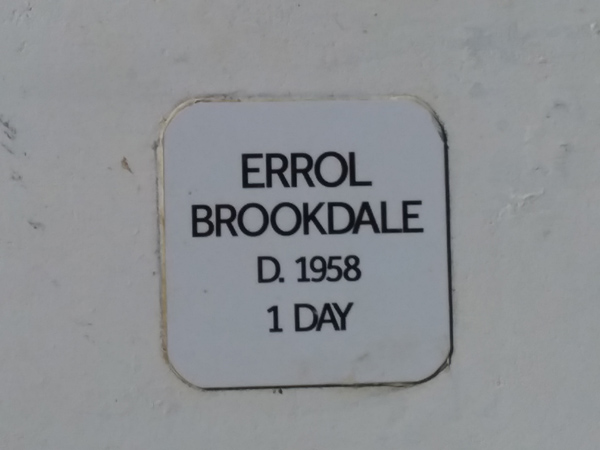 ERROL
BROOKDALE
D. 1958
1 DAY